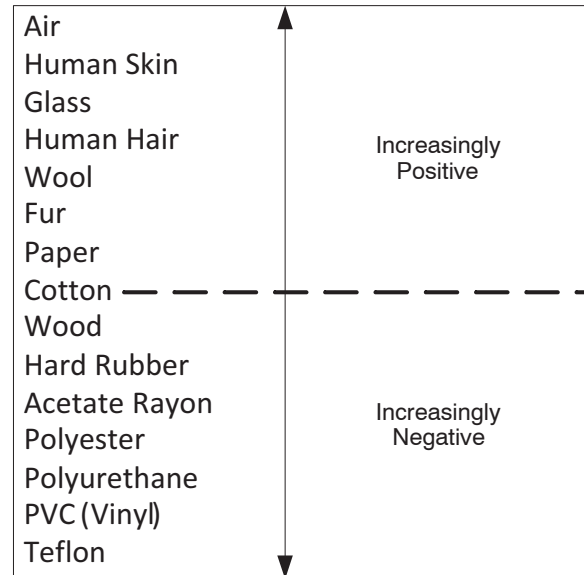 Air
Human Skin
Glass
Human Hair
Wool
Fur
Paper
Cotton
Wood
Hard Rubber
Acetate Rayon
Polyester
Polyurethane
PVC (Vinyl)
Teflon
Increasingly
Positive
Increasingly
Negative